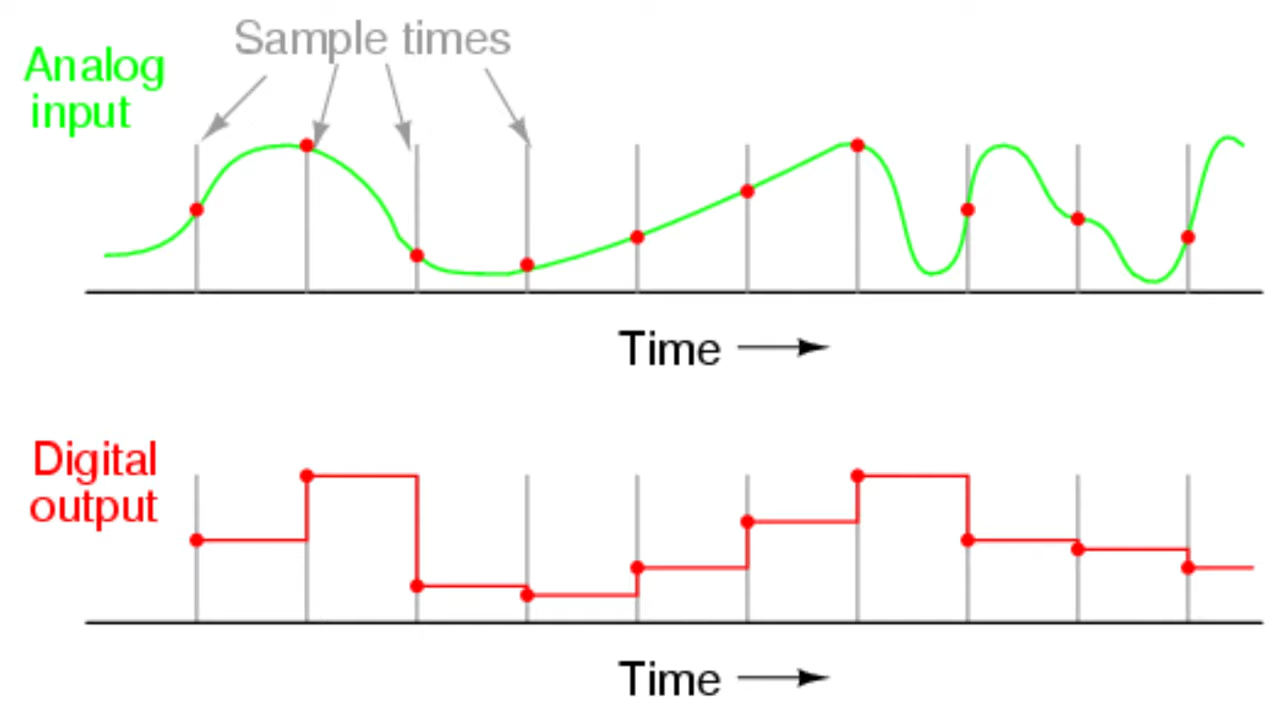 Sample times
Analog
input
Time
Digital
output
Time